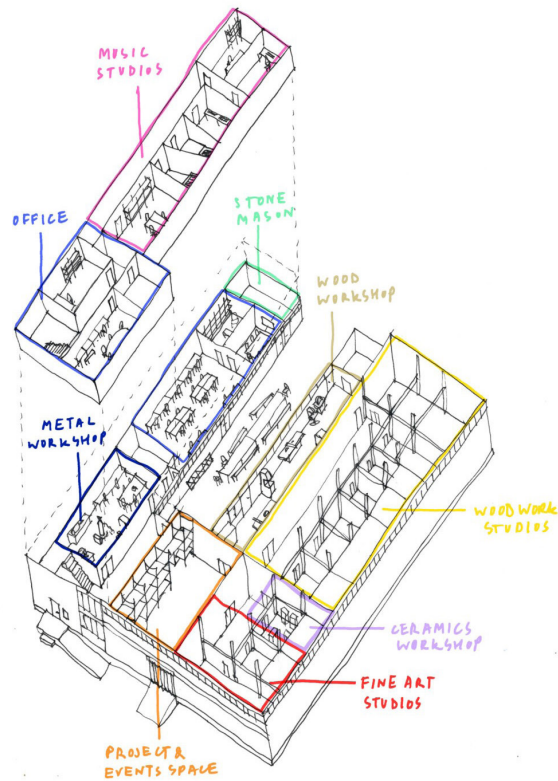 MUSIC
STUDIOS
OFFICE
STONE
MASON
WOOD
WORKSHOP
METAL
WORKSHOP
WOODWORK
STUDIOS
CERAMICS
WORKSHOP
FINE ART
STUDIOS
PROJECT &
EVENTS SPACE